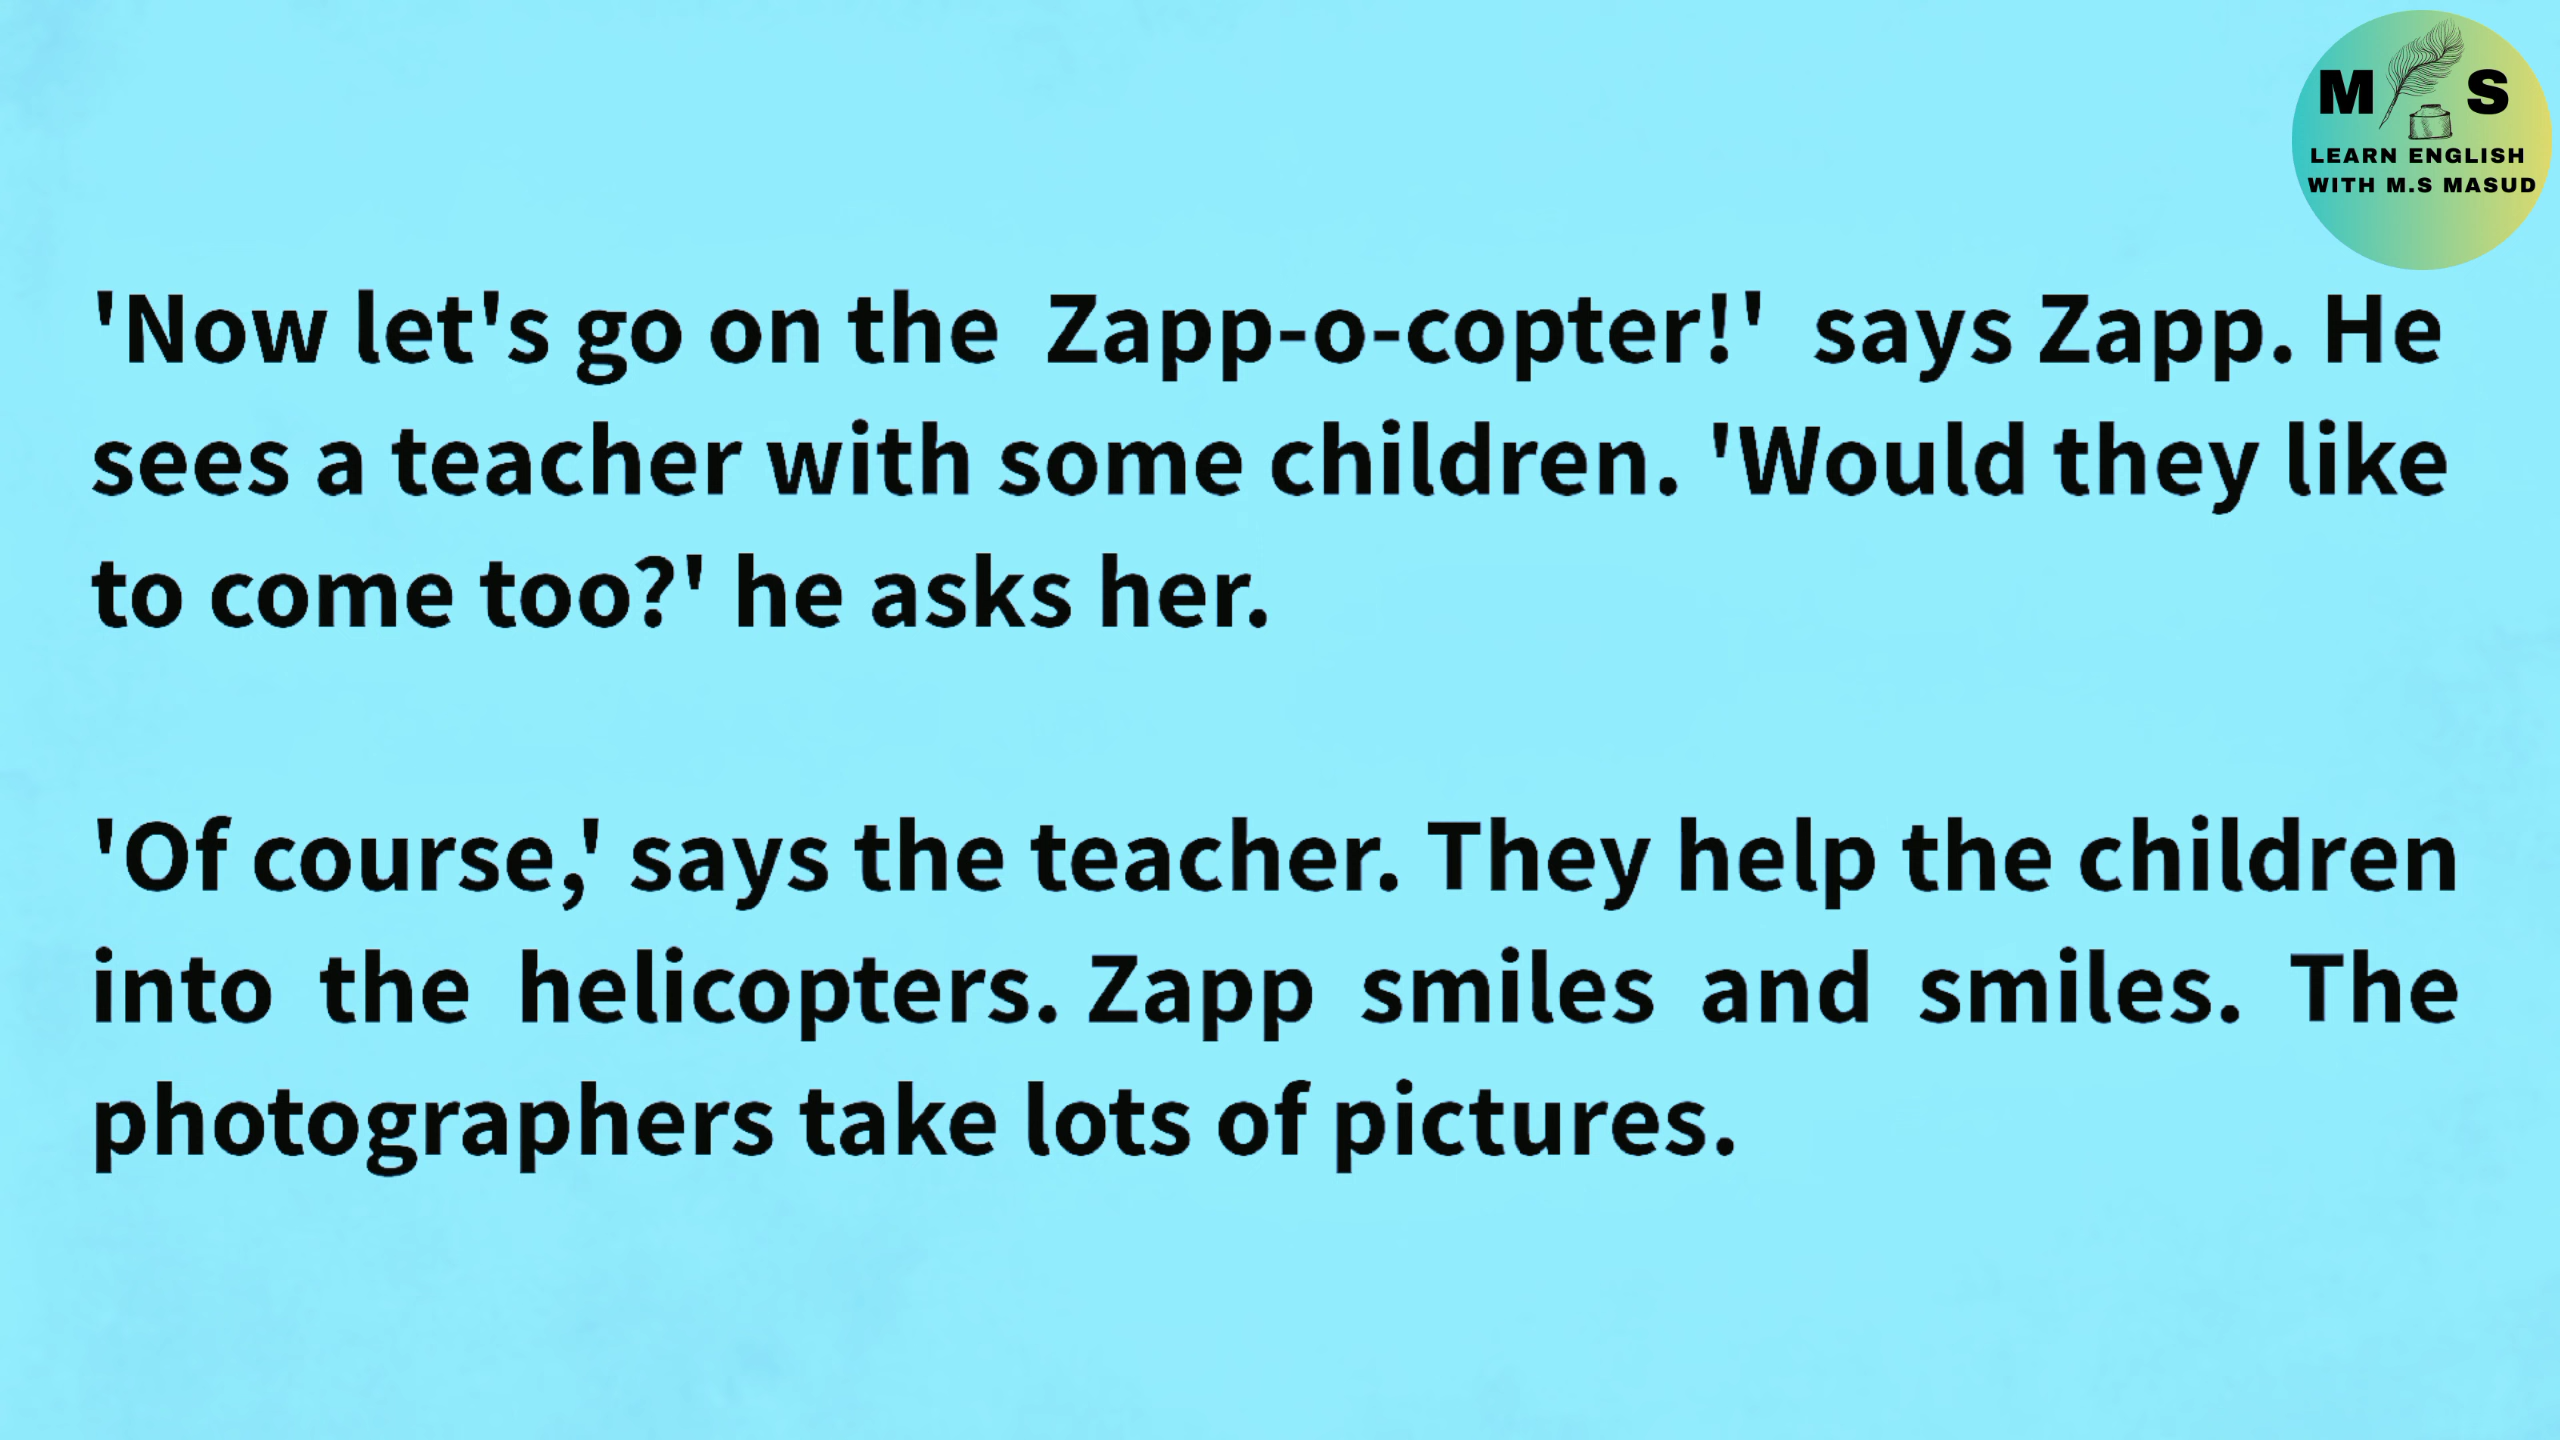 M S
LEARN ENGLISH
WITH M.S MASUD
'Now let's go on the Zapp-o-copter!' says Zapp. He
sees a teacher with some children. 'Would they like
to come too?' he asks her.
'Of course,' says the teacher. They help the children
into the helicopters. Zapp smiles and smiles. The
photographers take lots of pictures.